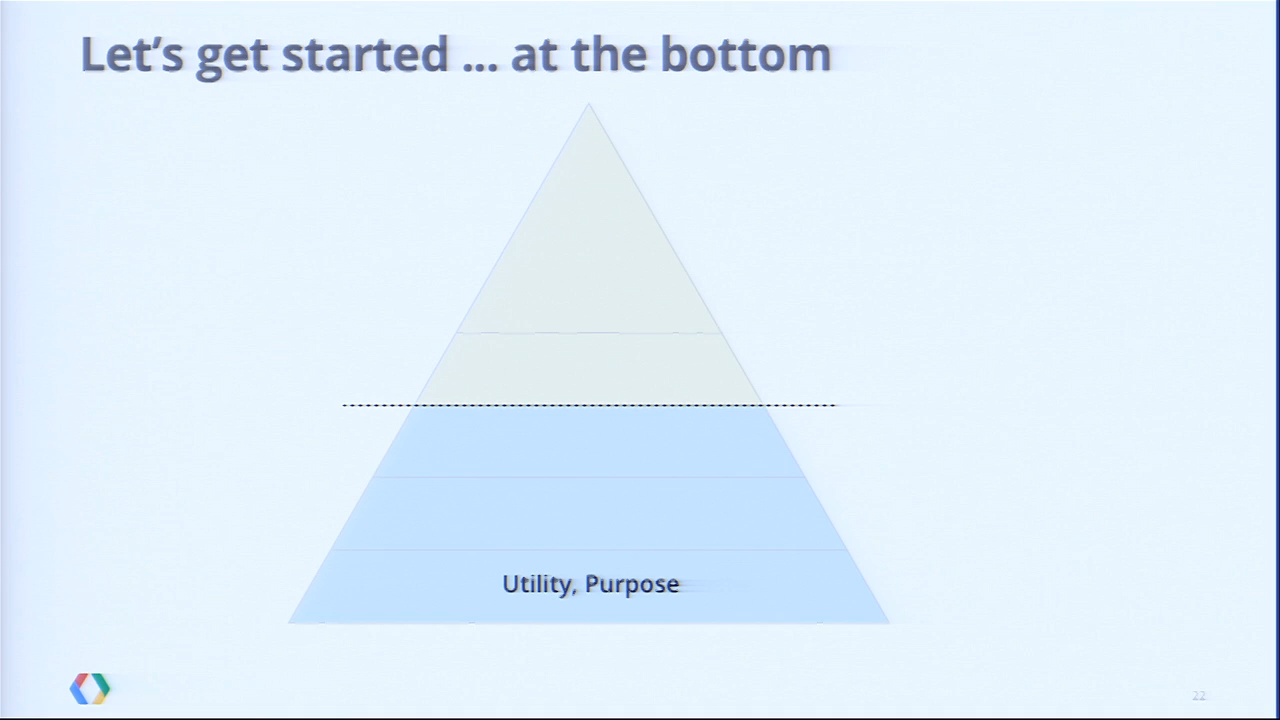 Let’s get started ... at the bottom
Utility, Purpose
22